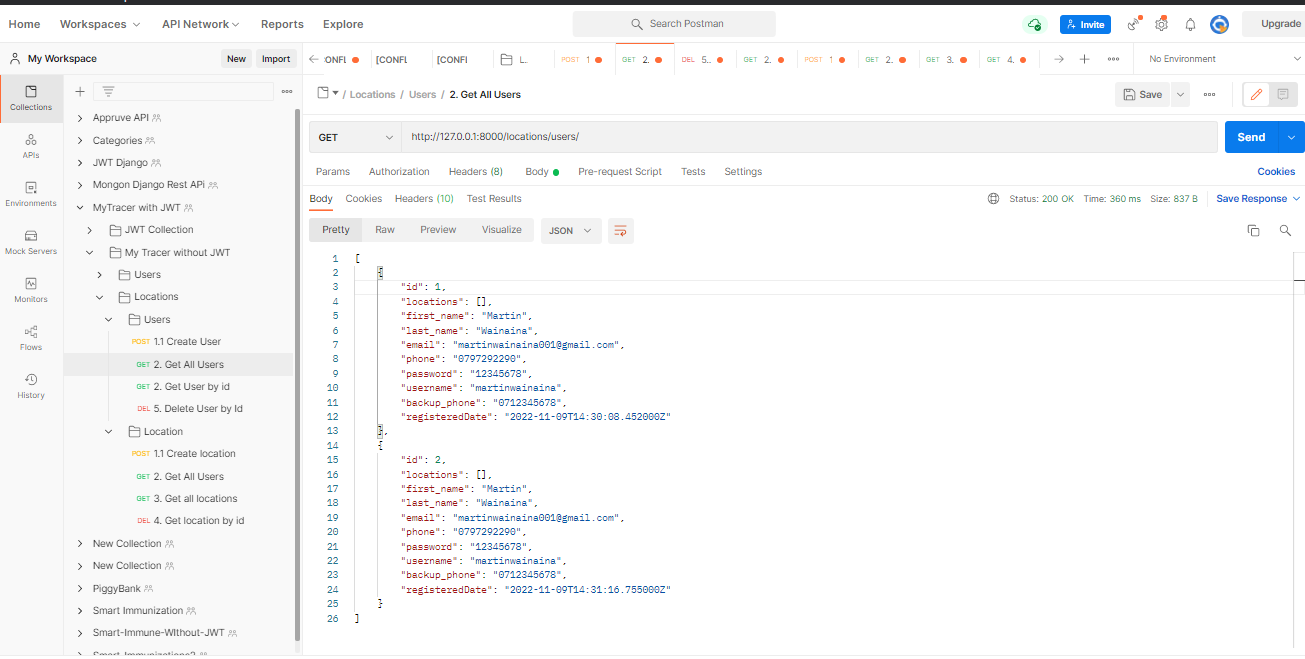 Home Workspaces API Network Reports Explore Search Postman Invite Upgrade
My Workspace New Import [CONFL [CONFI L. POST 1 GET 2. DEL 5.. GET 2. POST 1 GET 2. GET 3. GET 4. No Environment
Collections
APIs
Environments
Mock Servers
Monitors
Flows
History
Appruve API
Categories
JWT Django
Mongon Django Rest APi
MyTracer with JWT
JWT Collection
My Tracer without JWT
Users
Locations
Users
POST 1.1 Create User
GET 2. Get All Users
GET 2. Get User by id
DEL 5. Delete User by Id
Location
POST 1.1 Create location
GET 2. Get All Users
GET 3. Get all locations
DEL 4. Get location by id
New Collection
New Collection
PiggyBank
Smart Immunization
Smart-Immune-WIthout-JWT
Smart-Immunizations2
/ Locations / Users / 2. Get All Users Save
GET http://127.0.0.1:8000/locations/users/ Send
Params Authorization Headers (8) Body Pre-request Script Tests Settings Cookies
Body Cookies Headers (10) Test Results Status: 200 OK Time: 360 ms Size: 837 B Save Response
Pretty Raw Preview Visualize JSON
1 [
2 {
3 "id": 1,
4 "locations": [],
5 "first_name": "Martin",
6 "last_name": "Wainaina",
7 "email": "martinwainaina001@gmail.com",
8 "phone": "0797292290",
9 "password": "12345678",
10 "username": "martinwainaina",
11 "backup_phone": "0712345678",
12 "registeredDate": "2022-11-09T14:30:08.452000Z"
13 },
14 {
15 "id": 2,
16 "locations": [],
17 "first_name": "Martin",
18 "last_name": "Wainaina",
19 "email": "martinwainaina001@gmail.com",
20 "phone": "0797292290",
21 "password": "12345678",
22 "username": "martinwainaina",
23 "backup_phone": "0712345678",
24 "registeredDate": "2022-11-09T14:31:16.755000Z"
25 }
26 ]